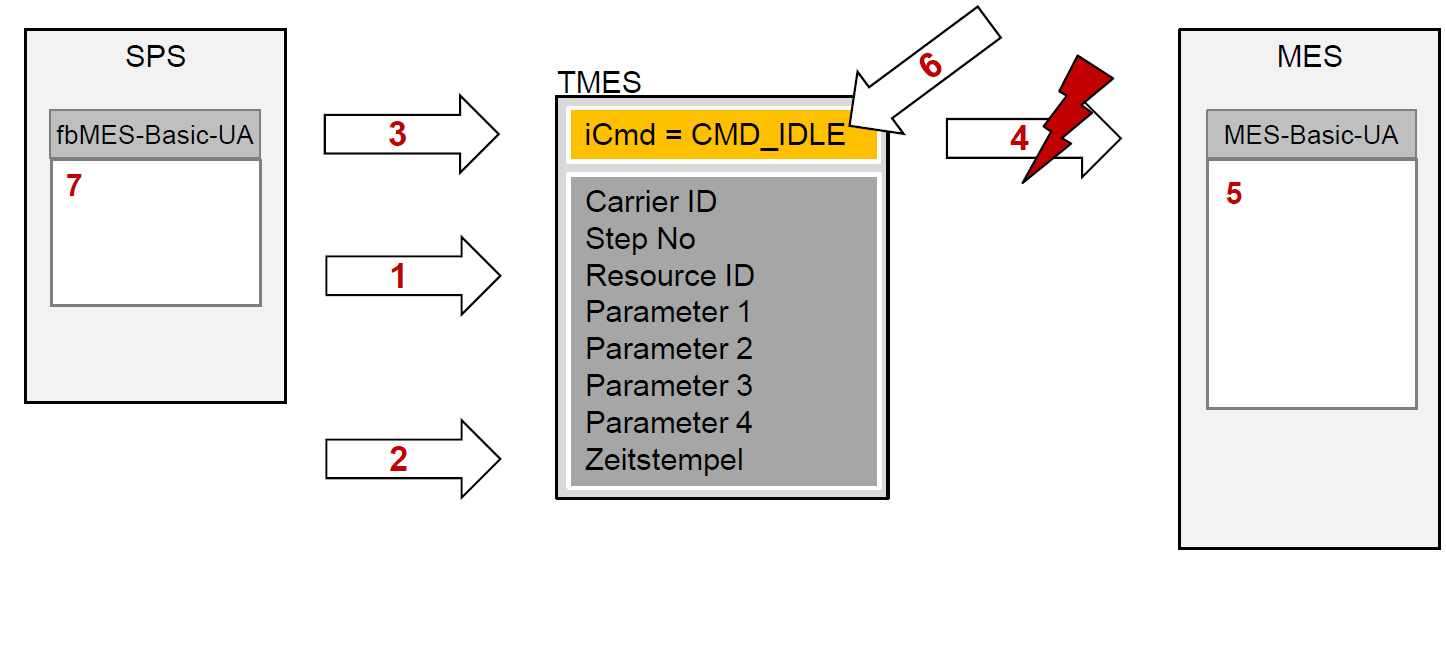 SPS
fbMES-Basic-UA
7
3
1
2
TMES
iCmd = CMD_IDLE
Carrier ID
Step No
Resource ID
Parameter 1
Parameter 2
Parameter 3
Parameter 4
Zeitstempel
6
4
MES
MES-Basic-UA
5